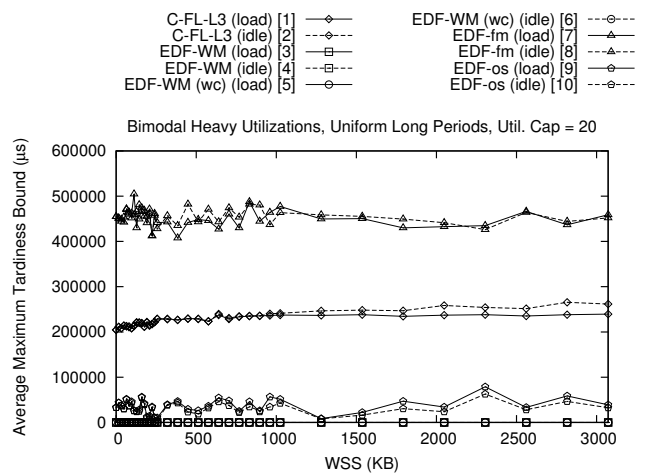 C-FL-L3 (load) [1]
C-FL-L3 (idle) [2]
EDF-WM (load) [3]
EDF-WM (idle) [4]
EDF-WM (wc) (load) [5]
EDF-WM (wc) (idle) [6]
EDF-fm (load) [7]
EDF-fm (idle) [8]
EDF-os (load) [9]
EDF-os (idle) [10]
Bimodal Heavy Utilizations, Uniform Long Periods, Util. Cap = 20
Average Maximum Tardiness Bound (µs)
600000
500000
400000
300000
200000
100000
0
0 500 1000 1500 2000 2500 3000
WSS (KB)